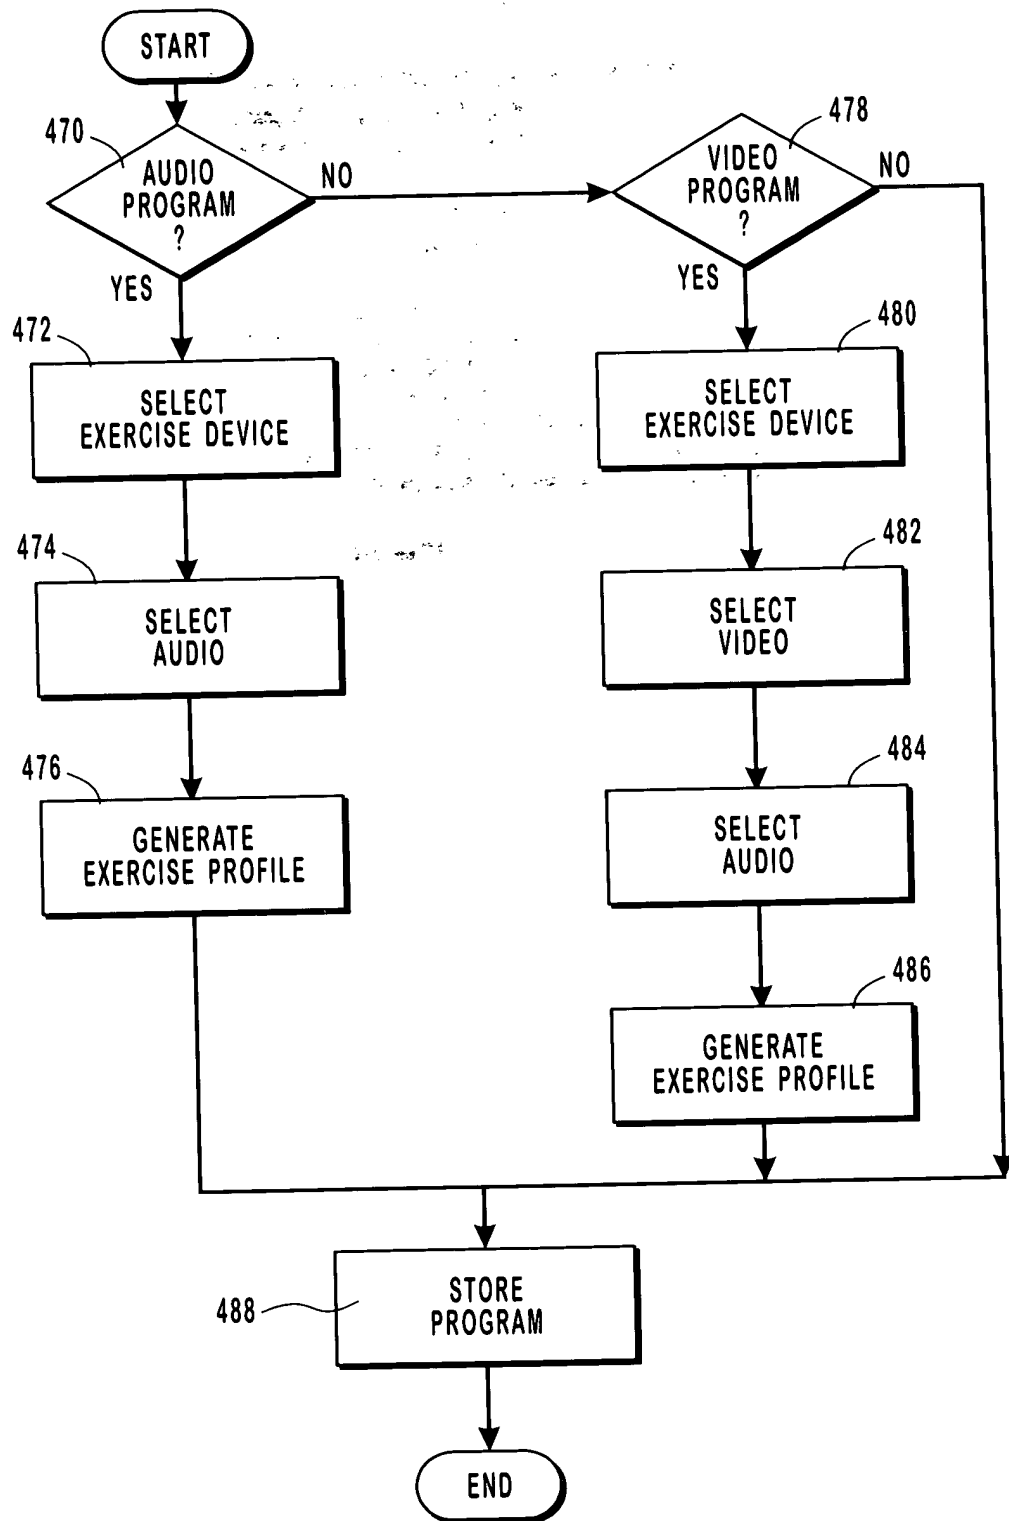 START
470
AUDIO
PROGRAM
?
NO
YES
478
VIDEO
PROGRAM
?
NO
YES
472
SELECT
EXERCISE DEVICE
480
SELECT
EXERCISE DEVICE
474
SELECT
AUDIO
482
SELECT
VIDEO
476
GENERATE
EXERCISE PROFILE
484
SELECT
AUDIO
486
GENERATE
EXERCISE PROFILE
488
STORE
PROGRAM
END